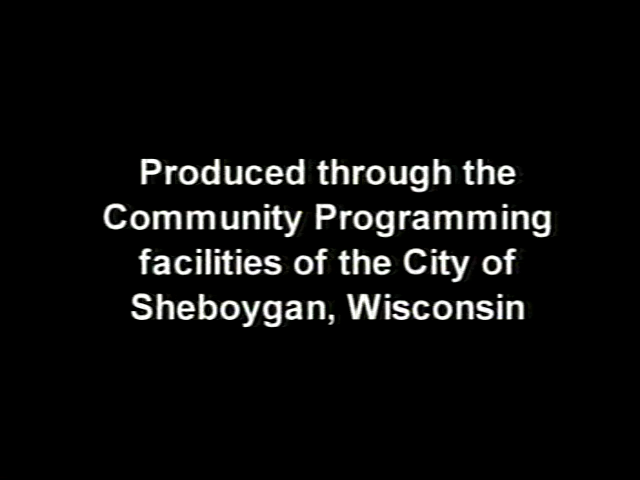 Produced through the
Community Programming
facilities of the City of
Sheboygan, Wisconsin